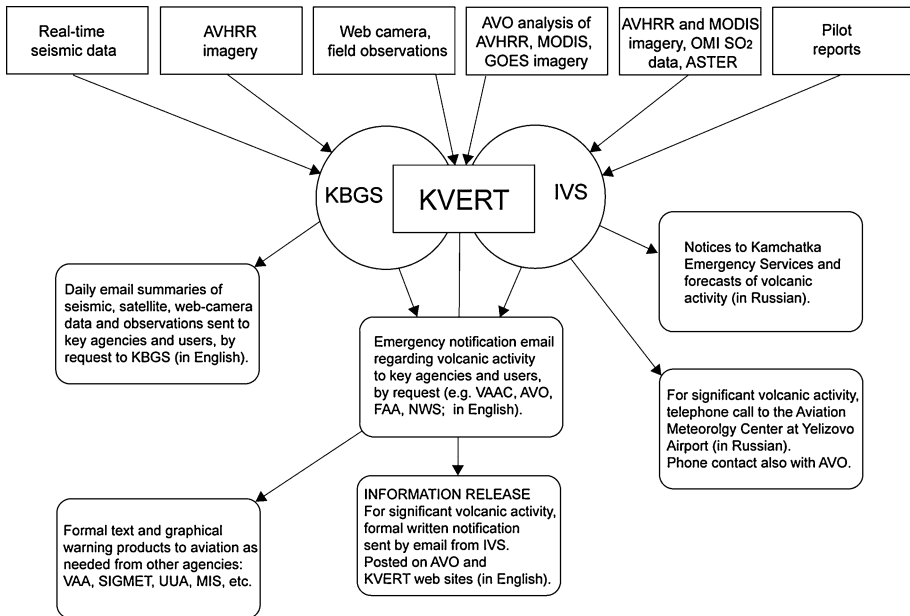 Real-time
seismic data
AVHRR
imagery
Web camera,
field observations
AVO analysis of
AVHRR, MODIS,
GOES imagery
AVHRR and MODIS
imagery, OMI SO2
data, ASTER
Pilot
reports
KBGS
KVERT
IVS
Daily email summaries of
seismic, satellite, web-camera
data and observations sent to
key agencies and users, by
request to KBGS (in English).
Emergency notification email
regarding volcanic activity
to key agencies and users,
by request (e.g. VAAC, AVO,
FAA, NWS; in English).
Notices to Kamchatka
Emergency Services and
forecasts of volcanic
activity (in Russian).
For significant volcanic activity,
telephone call to the Aviation
Meteorolgy Center at Yelizovo
Airport (in Russian).
Phone contact also with AVO.
Formal text and graphical
warning products to aviation as
needed from other agencies:
VAA, SIGMET, UUA, MIS, etc.
INFORMATION RELEASE
For significant volcanic activity,
formal written notification
sent by email from IVS.
Posted on AVO and
KVERT web sites (in English).